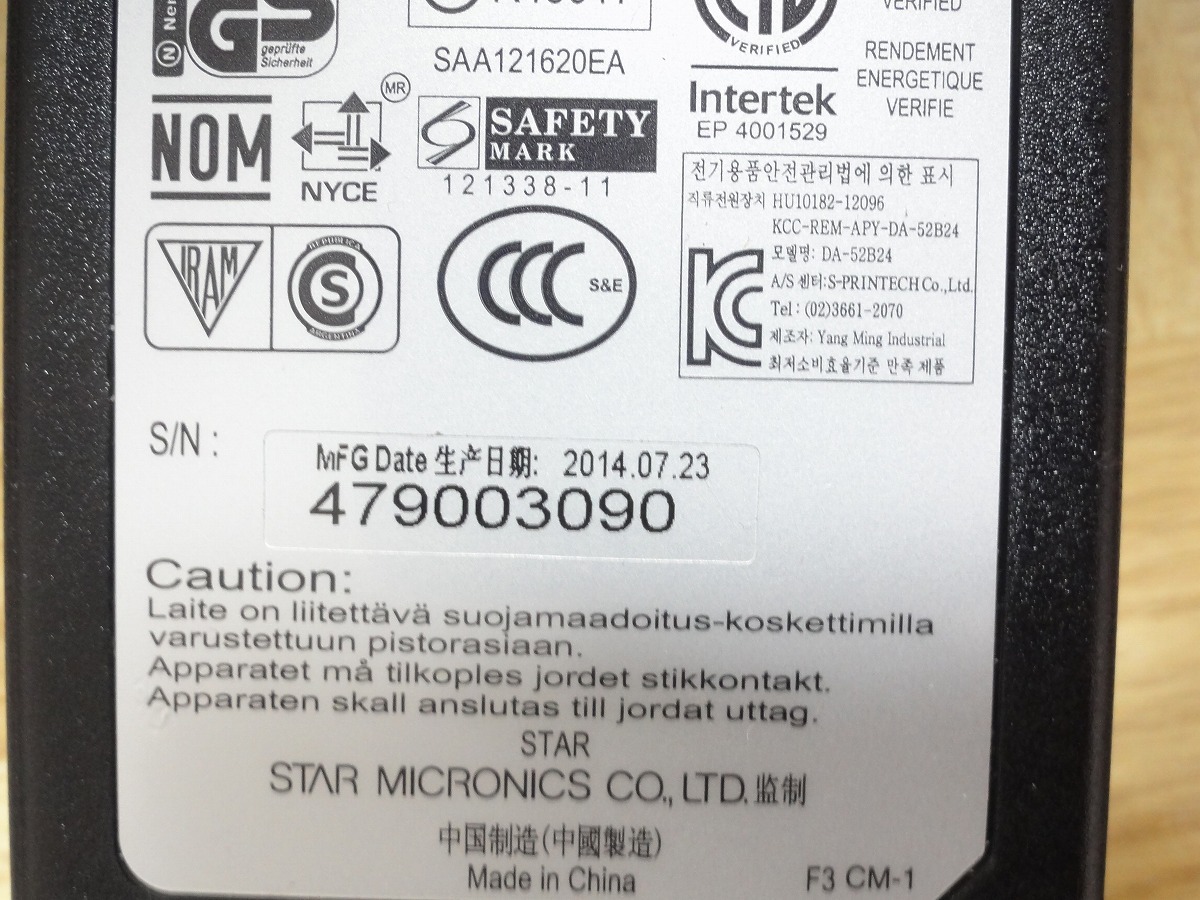 GS
geprüfte
Sicherheit
SAA121620EA
VERIFIED
VERIFIED
RENDEMENT
ENERGETIQUE
VERIFIE
Intertek
EP 4001529
NOM
MR
NYCE
SAFETY
MARK
121338-11
전기용품안전관리법에 의한 표시
직류전원장치 HU10182-12096
KCC-REM-APY-DA-52B24
모델명: DA-52B24
A/S 센터:S-PRINTECH Co.,Ltd.
Tel : (02)3661-2070
제조자: Yang Ming Industrial
최저소비효율기준 만족 제품
IRAM
REPUBLICA
S
ARGENTINA
CCC
S&E
S/N :
MFG Date 生产日期: 2014.07.23
479003090
Caution:
Laite on liitettävä suojamaadoitus-koskettimilla
varustettuun pistorasiaan.
Apparatet må tilkoples jordet stikkontakt.
Apparaten skall anslutas till jordat uttag.
STAR
STAR MICRONICS CO., LTD. 监制
中国制造(中國製造)
Made in China
F3 CM-1